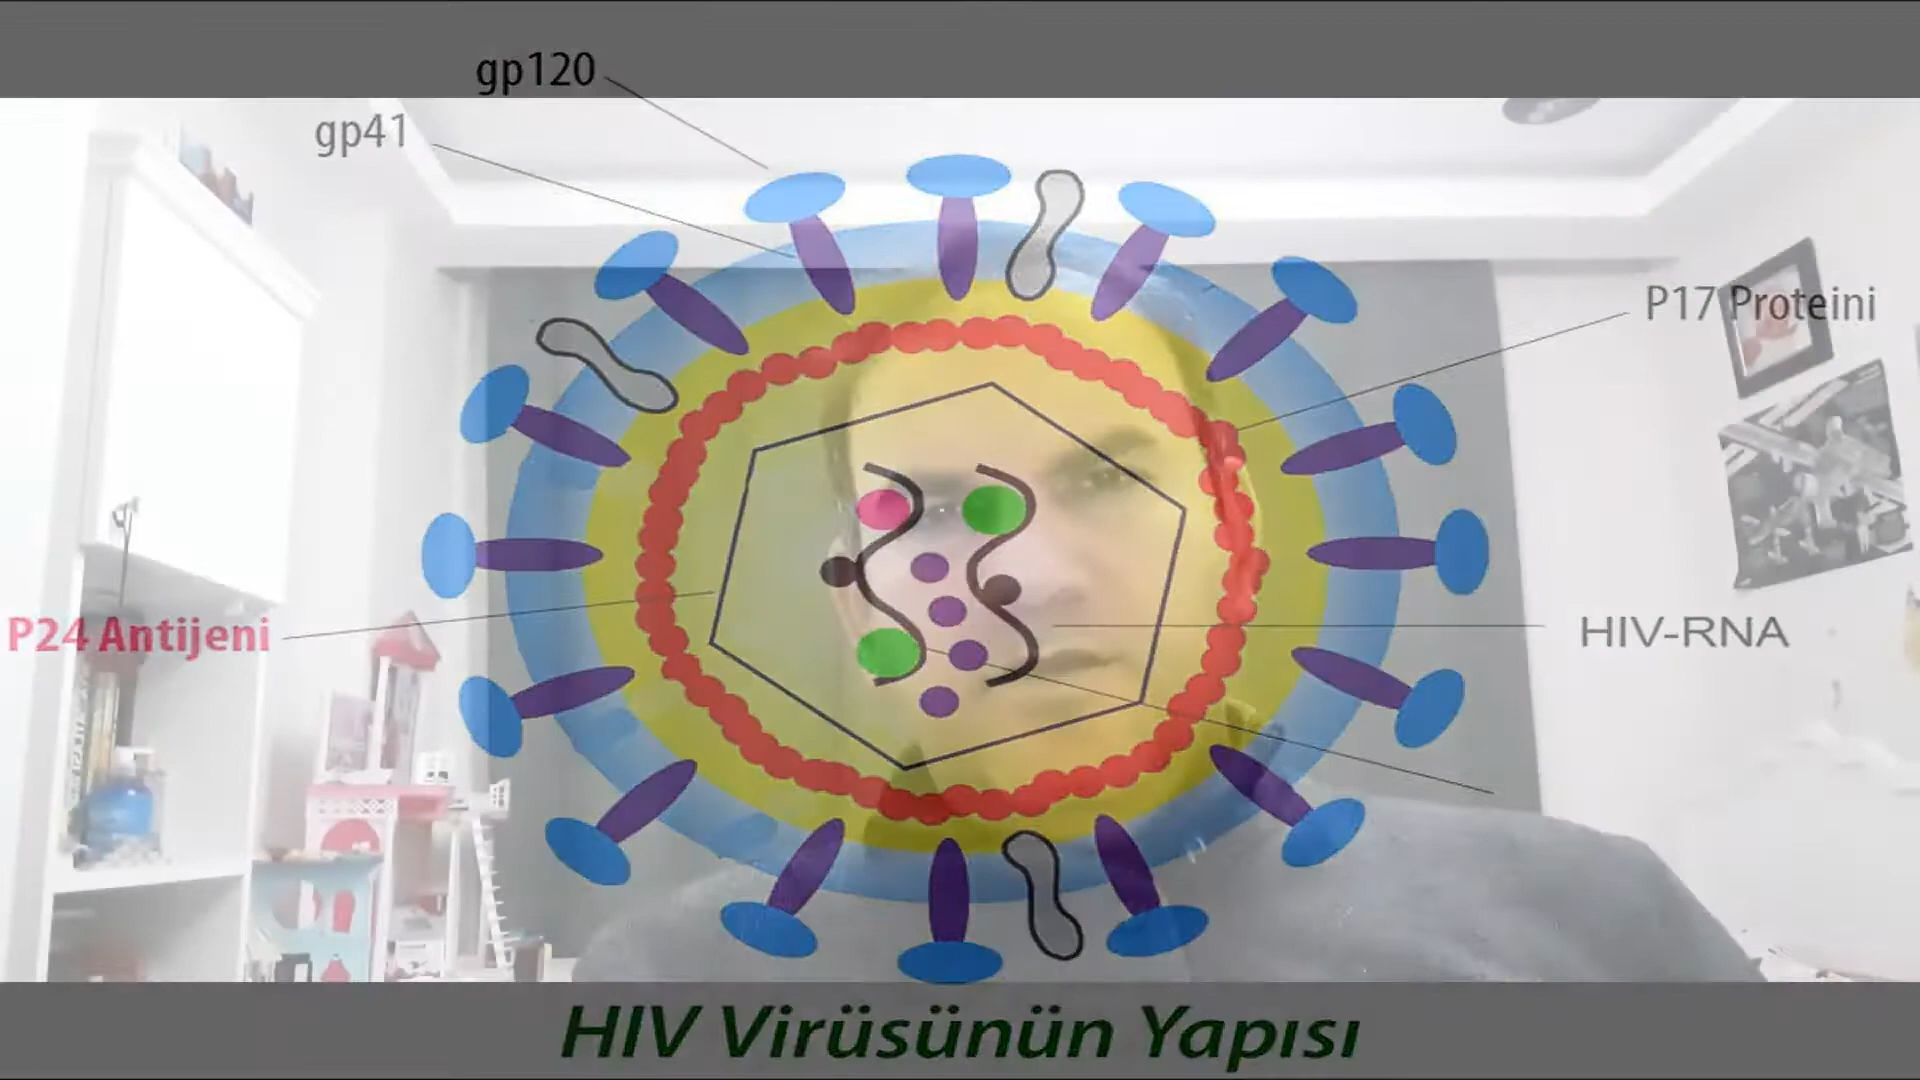 gp120
gp41
P17 Proteini
P24 Antijeni
HIV-RNA
HIV Virüsünün Yapısı